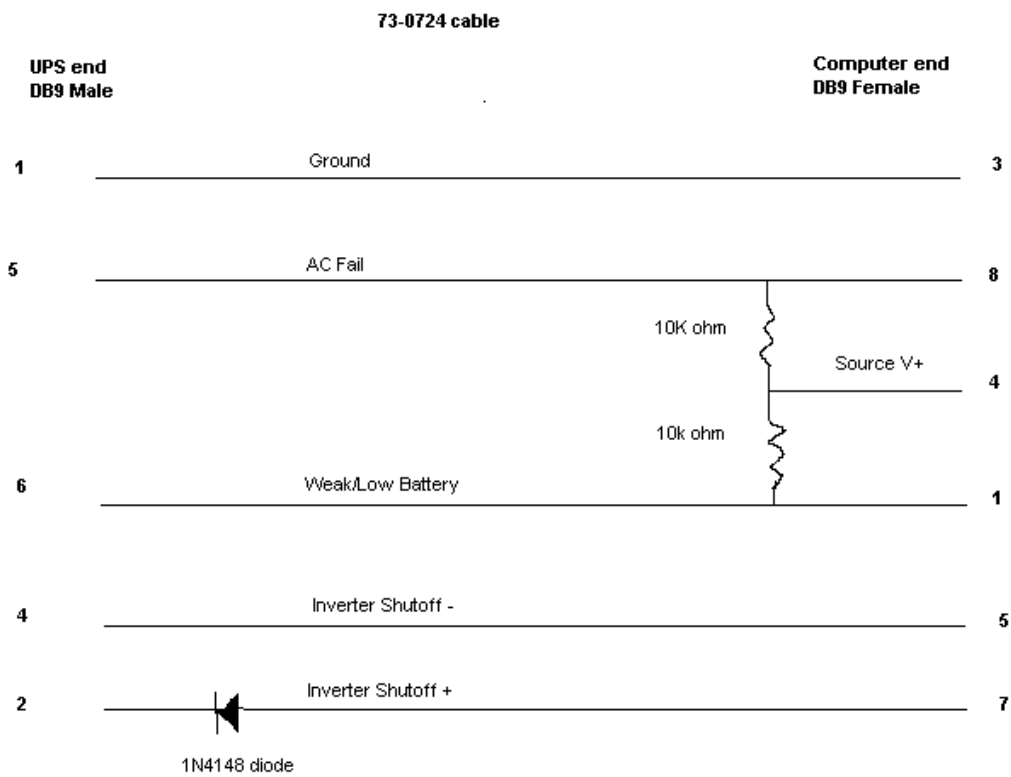 73-0724 cable
UPS end
DB9 Male
Computer end
DB9 Female
1
Ground
3
5
AC Fail
8
10K ohm
Source V+
4
10k ohm
6
Weak/Low Battery
1
4
Inverter Shutoff -
5
2
Inverter Shutoff +
7
1N4148 diode